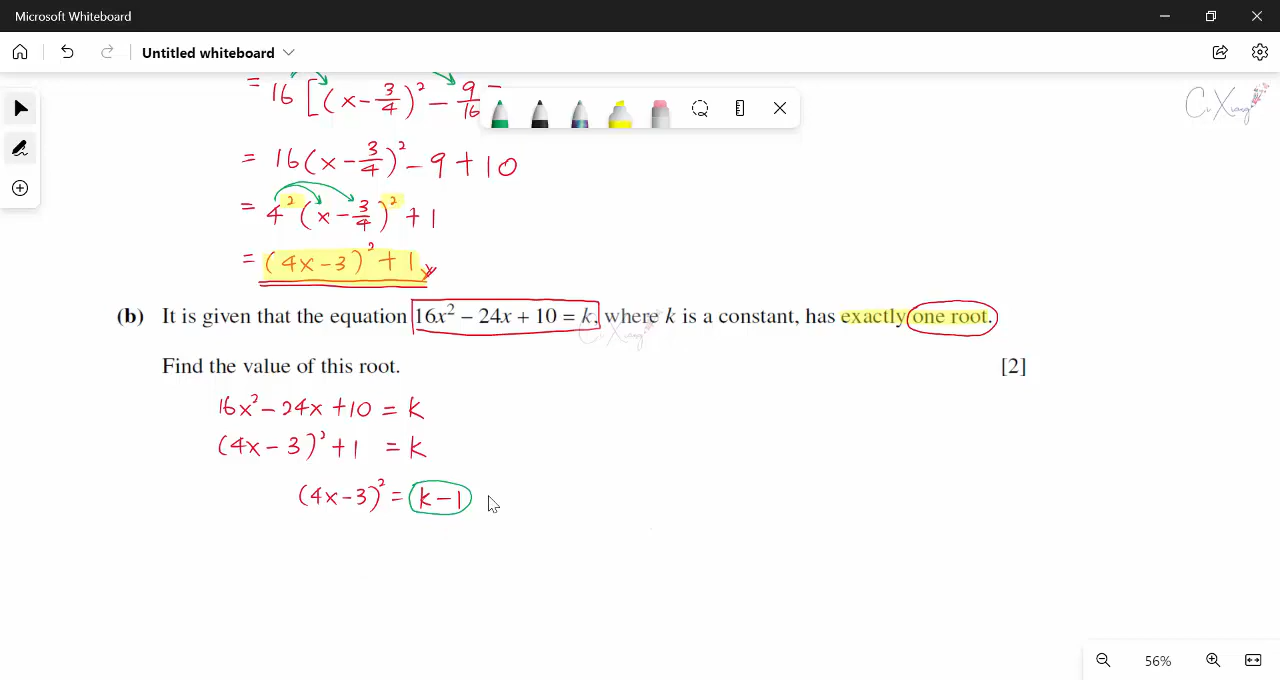 Microsoft Whiteboard
Untitled whiteboard
= 16 [(x - 3/4)² - 9/16
= 16(x - 3/4)² - 9 + 10
= 4²(x - 3/4)² + 1
= (4x - 3)² + 1
Ci Xiang
(b) It is given that the equation 16x² − 24x + 10 = k, where k is a constant, has exactly one root.
Find the value of this root. [2]
16x² - 24x + 10 = k
(4x - 3)² + 1 = k
(4x - 3)² = k - 1
56%